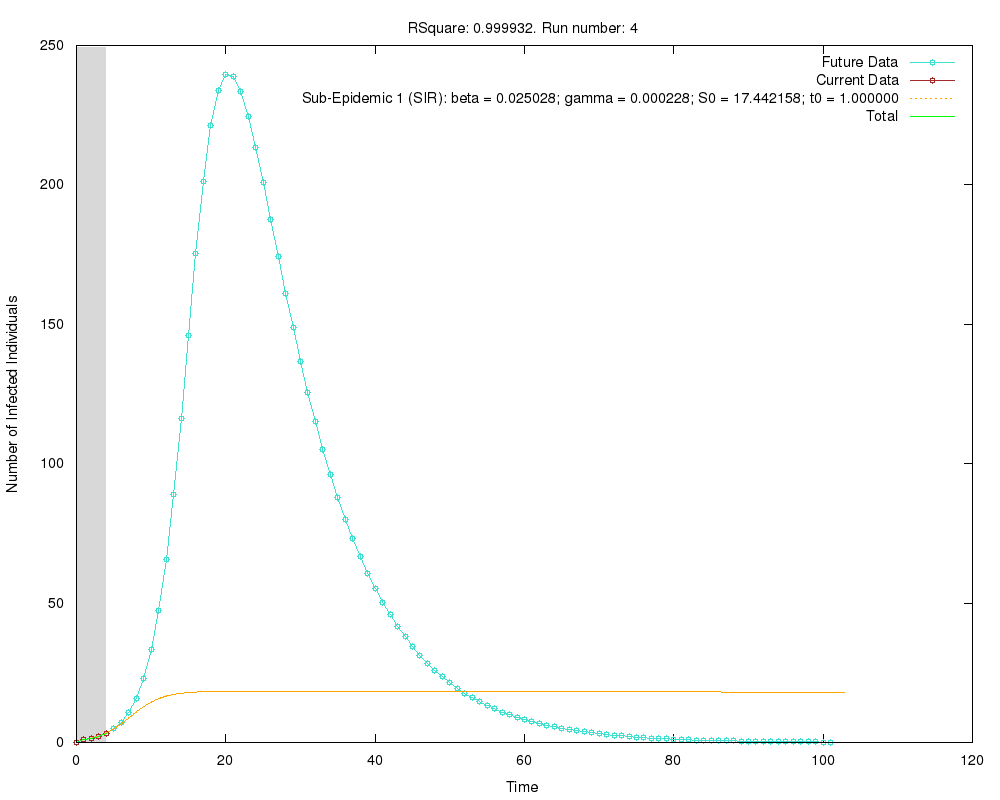 RSquare: 0.999932. Run number: 4
Future Data
Current Data
Sub-Epidemic 1 (SIR): beta = 0.025028; gamma = 0.000228; S0 = 17.442158; t0 = 1.000000
Total
250
200
150
100
50
0
Number of Infected Individuals
0 20 40 60 80 100 120
Time